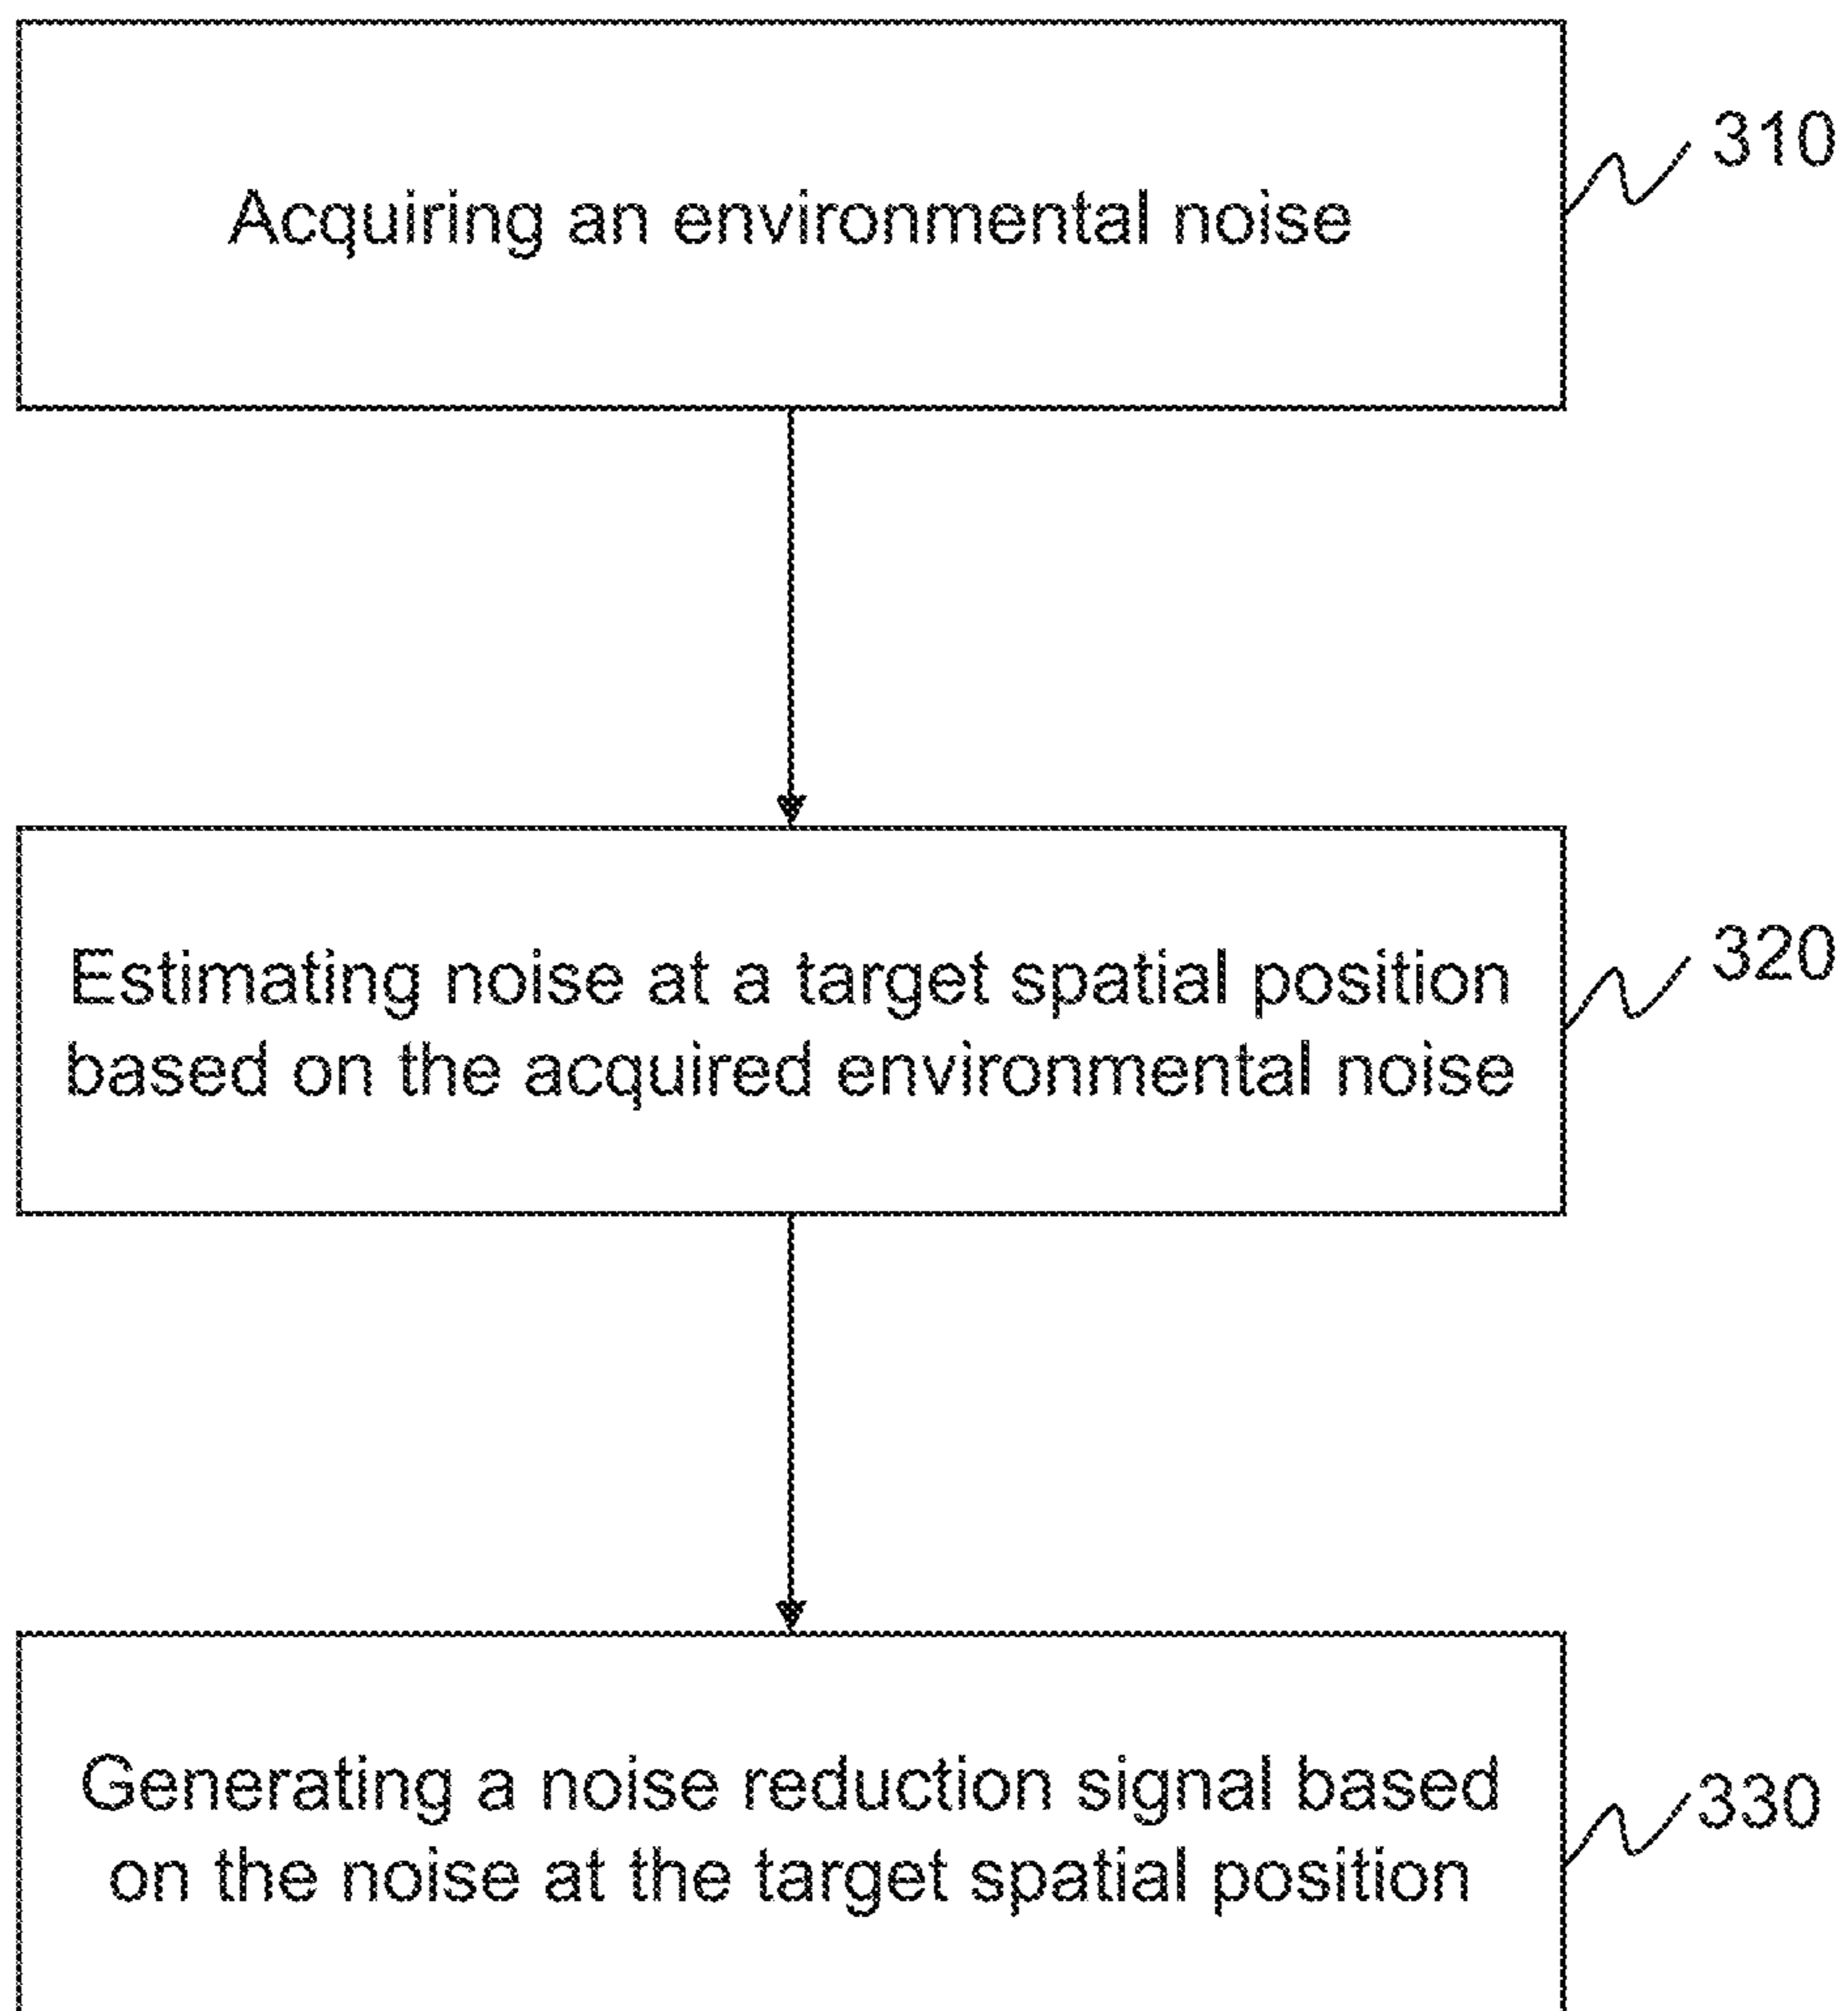 Acquiring an environmental noise
310
Estimating noise at a target spatial position
based on the acquired environmental noise
320
Generating a noise reduction signal based
on the noise at the target spatial position
330